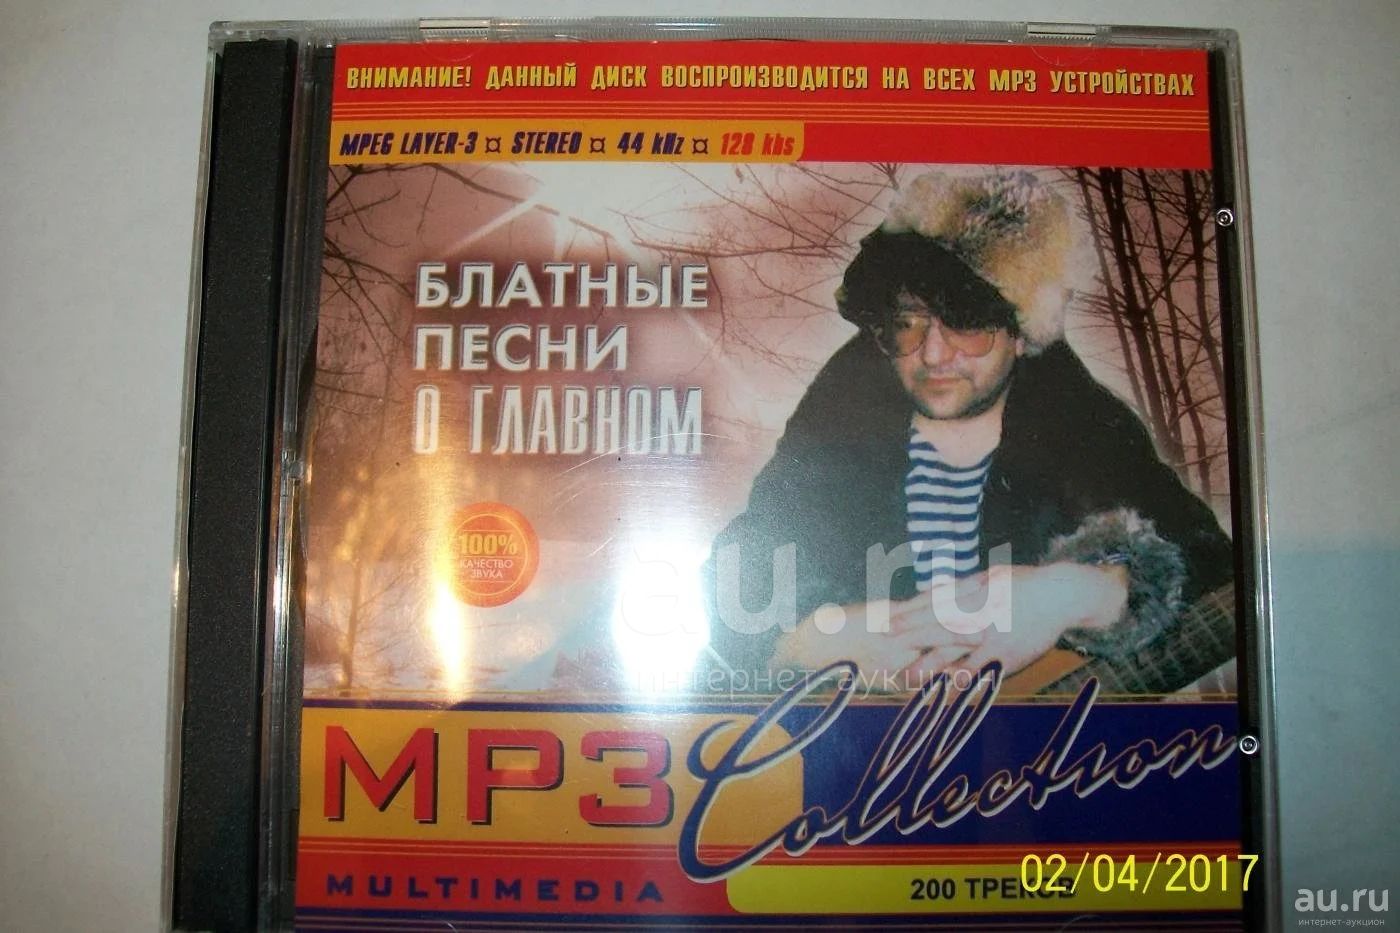 ВНИМАНИЕ! ДАННЫЙ ДИСК ВОСПРОИЗВОДИТСЯ НА ВСЕХ MP3 УСТРОЙСТВАХ
MPEG LAYER-3 ¤ STEREO ¤ 44 kHz ¤ 128 kbs
БЛАТНЫЕ
ПЕСНИ
О ГЛАВНОМ
100%
КАЧЕСТВО
ЗВУКА
au.ru
интернет-аукцион
MP3 Collection
MULTIMEDIA
200 ТРЕКОВ
02/04/2017
au.ru
интернет-аукцион